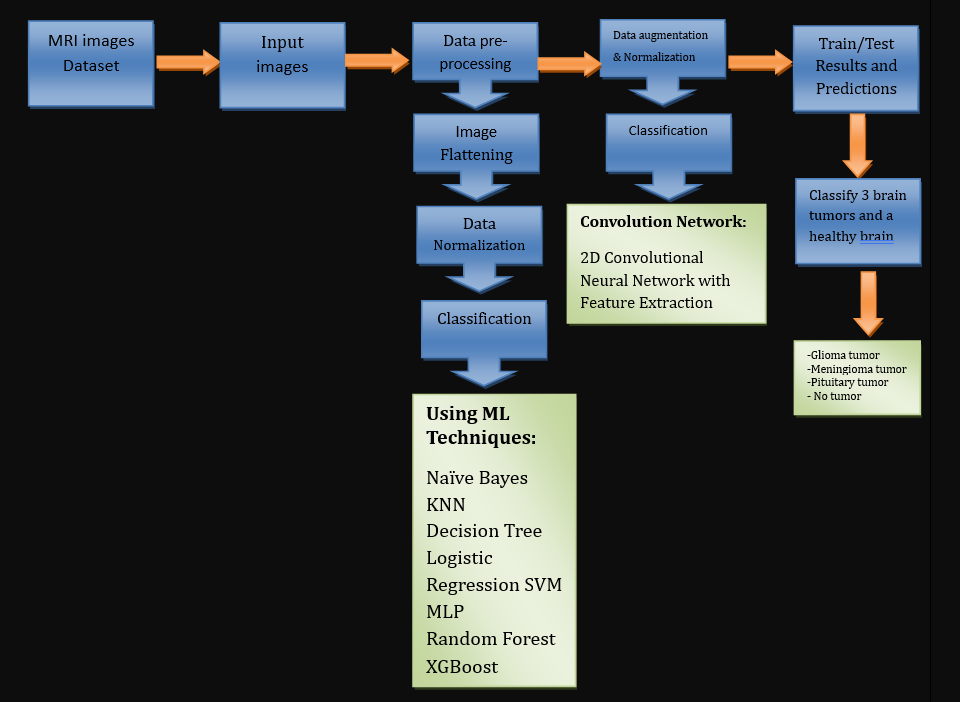 MRI images
Dataset
Input
images
Data pre-
processing
Data augmentation
& Normalization
Train/Test
Results and
Predictions
Image
Flattening
Classification
Classify 3 brain
tumors and a
healthy brain
Data
Normalization
Convolution Network:
2D Convolutional
Neural Network with
Feature Extraction
Classification
-Glioma tumor
-Meningioma tumor
-Pituitary tumor
- No tumor
Using ML
Techniques:
Naïve Bayes
KNN
Decision Tree
Logistic
Regression SVM
MLP
Random Forest
XGBoost